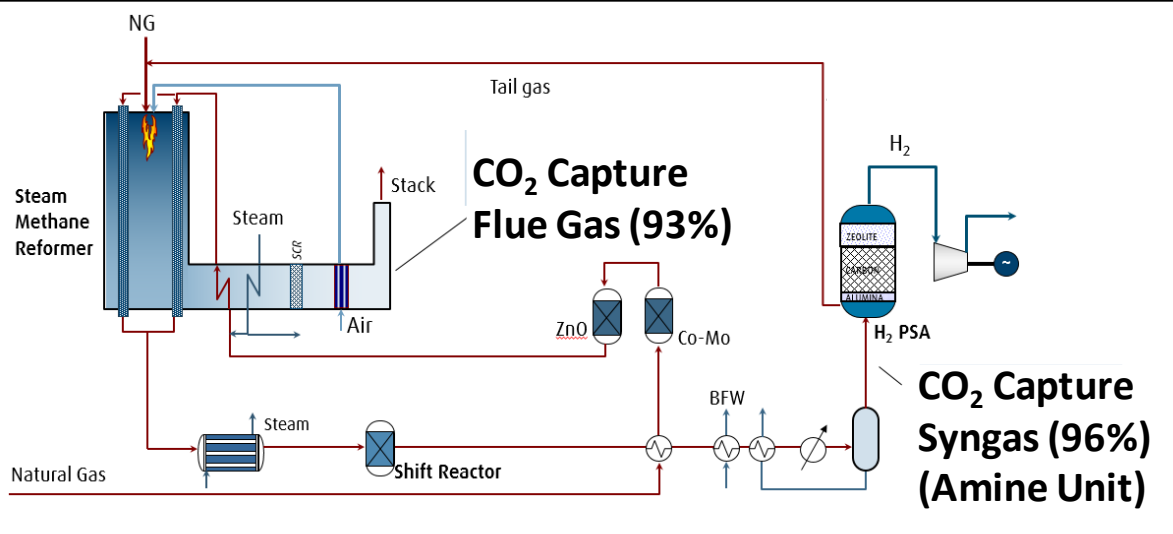 NG
Tail gas
Steam
Methane
Reformer
Steam
SCR
Stack
Air
CO₂ Capture
Flue Gas (93%)
ZnO
Co-Mo
H₂
ZEOLITE
CARBON
ALUMINA
~
H₂ PSA
CO₂ Capture
Syngas (96%)
(Amine Unit)
BFW
Steam
Shift Reactor
Natural Gas